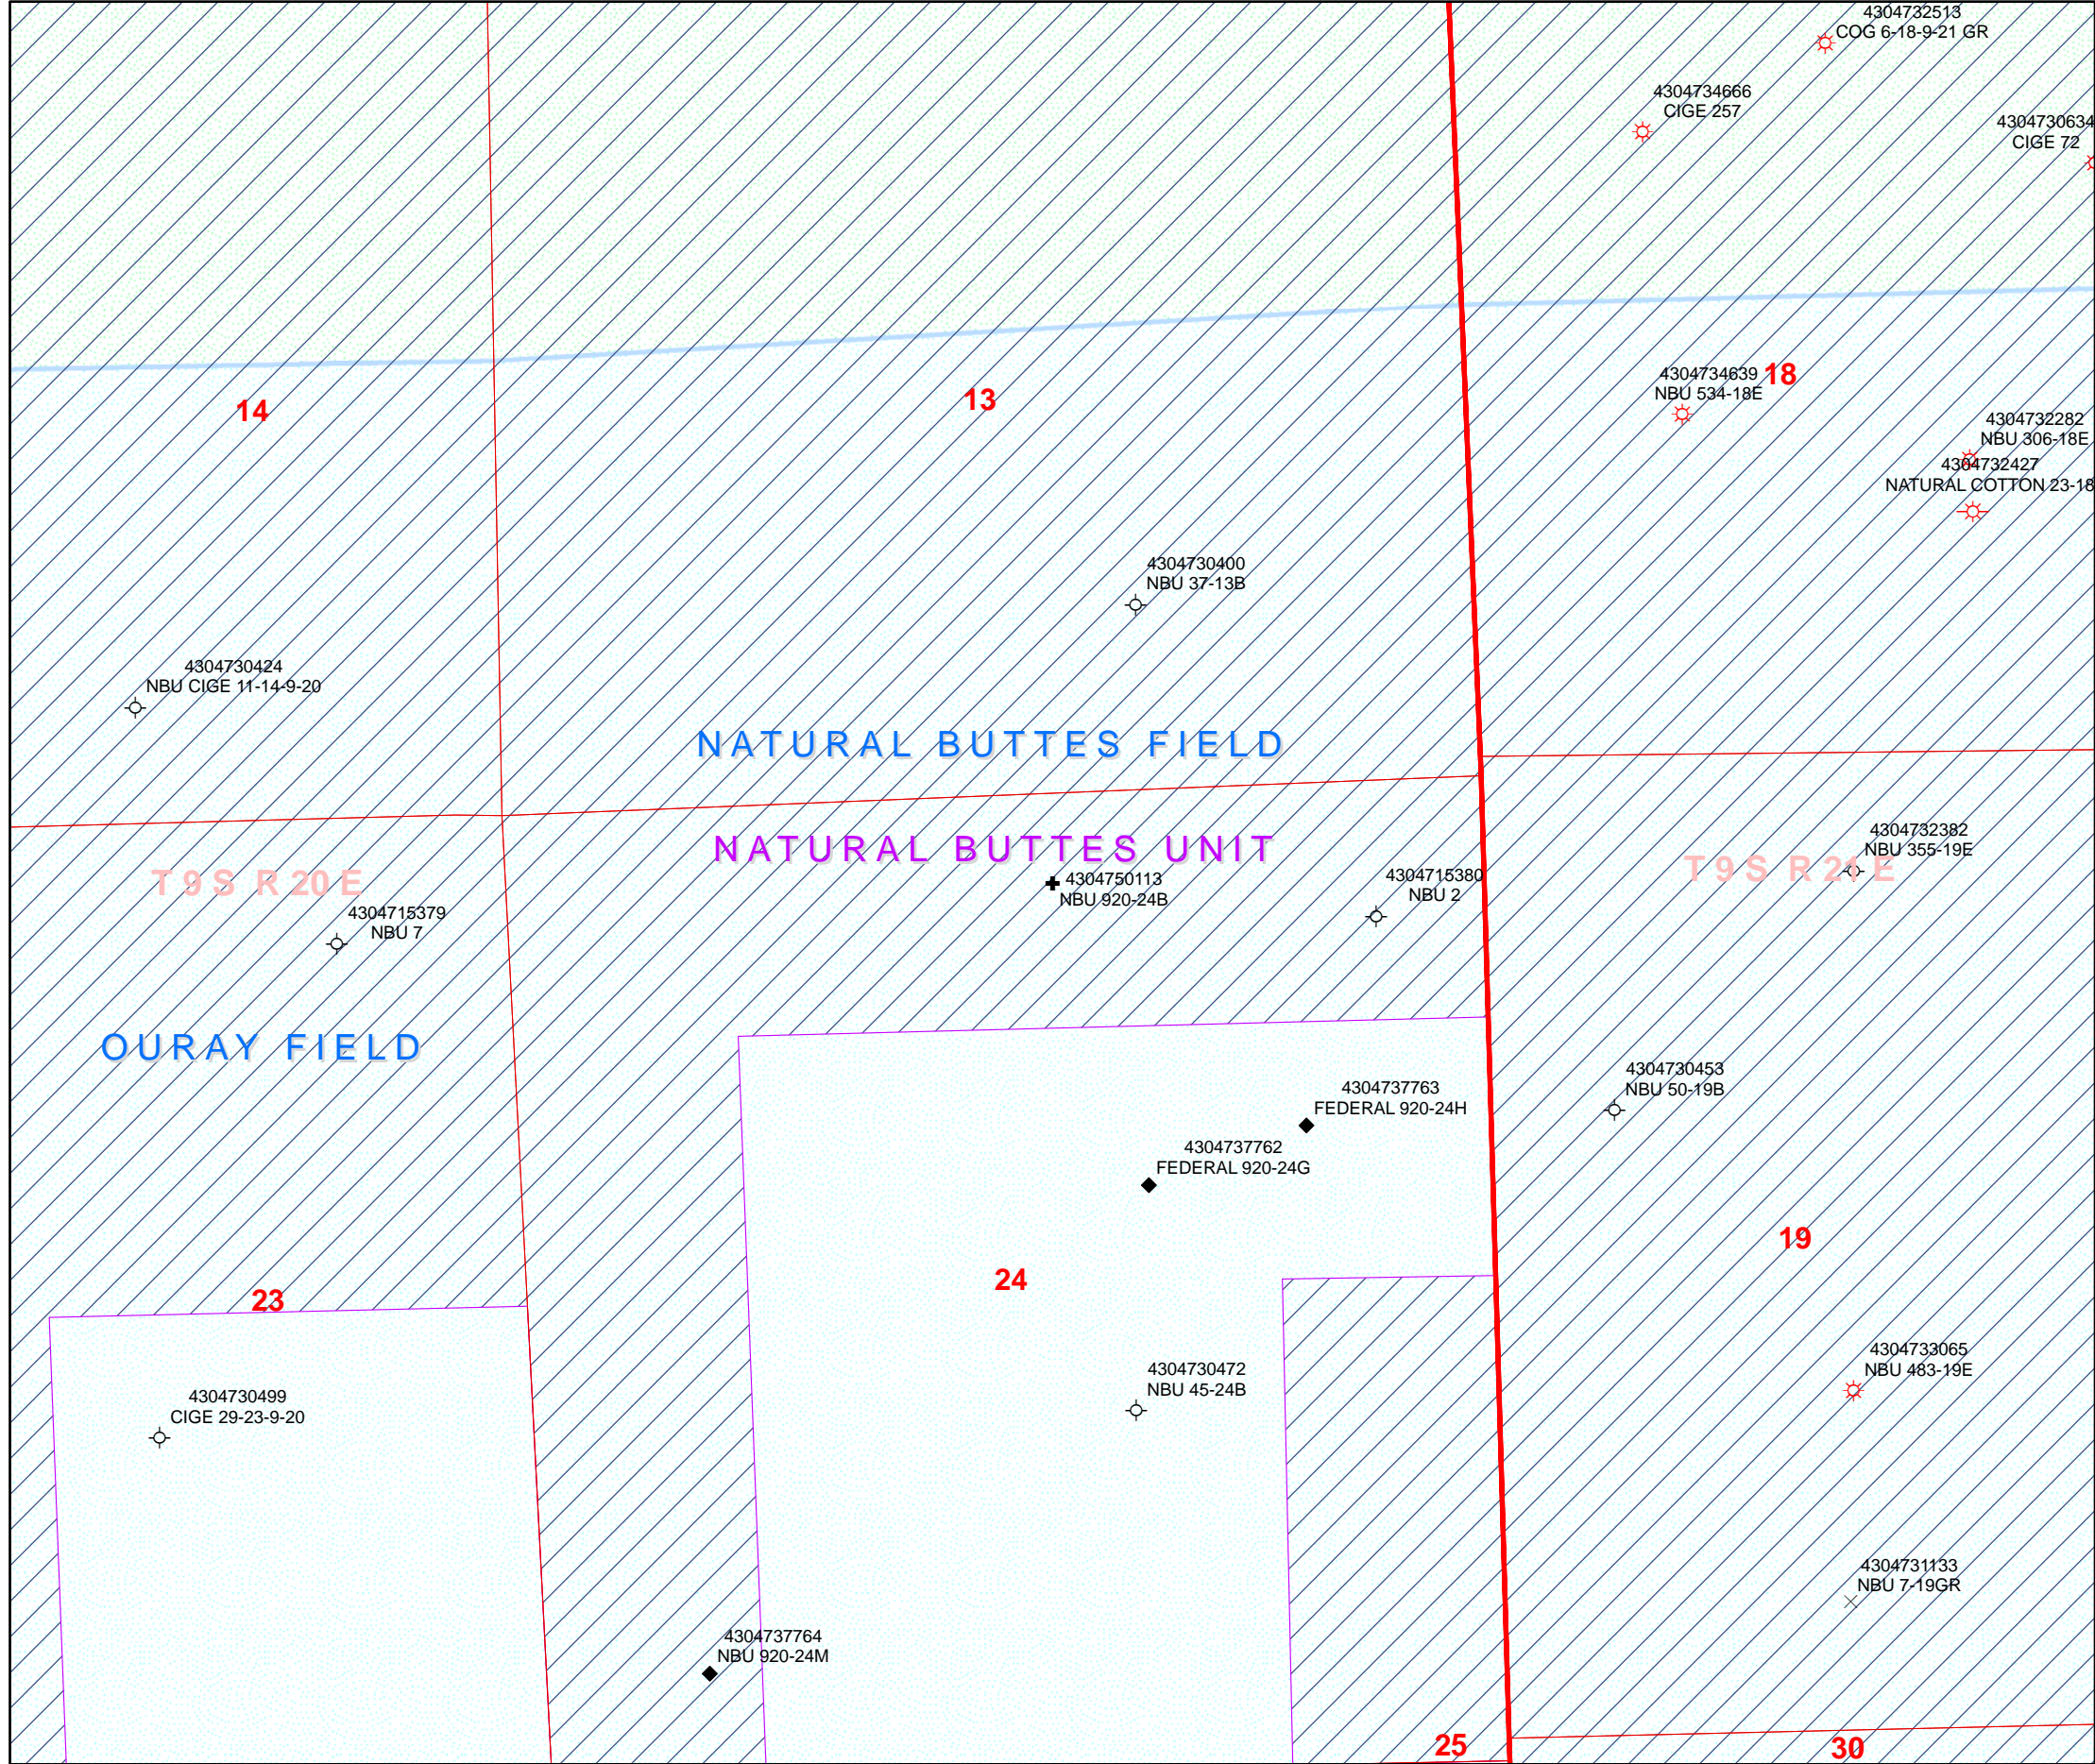 4304732513
COG 6-18-9-21 GR
4304734666
CIGE 257
4304730634
CIGE 72
14
13
4304734639
NBU 534-18E
18
4304732282
NBU 306-18E
4304732427
NATURAL COTTON 23-18
4304730400
NBU 37-13B
4304730424
NBU CIGE 11-14-9-20
NATURAL BUTTES FIELD
NATURAL BUTTES UNIT
T 9 S R 20 E
4304715379
NBU 7
4304750113
NBU 920-24B
4304715380
NBU 2
4304732382
NBU 355-19E
T 9 S R 21 E
OURAY FIELD
4304737763
FEDERAL 920-24H
4304730453
NBU 50-19B
4304737762
FEDERAL 920-24G
23
24
19
4304730499
CIGE 29-23-9-20
4304730472
NBU 45-24B
4304733065
NBU 483-19E
4304731133
NBU 7-19GR
4304737764
NBU 920-24M
25
30